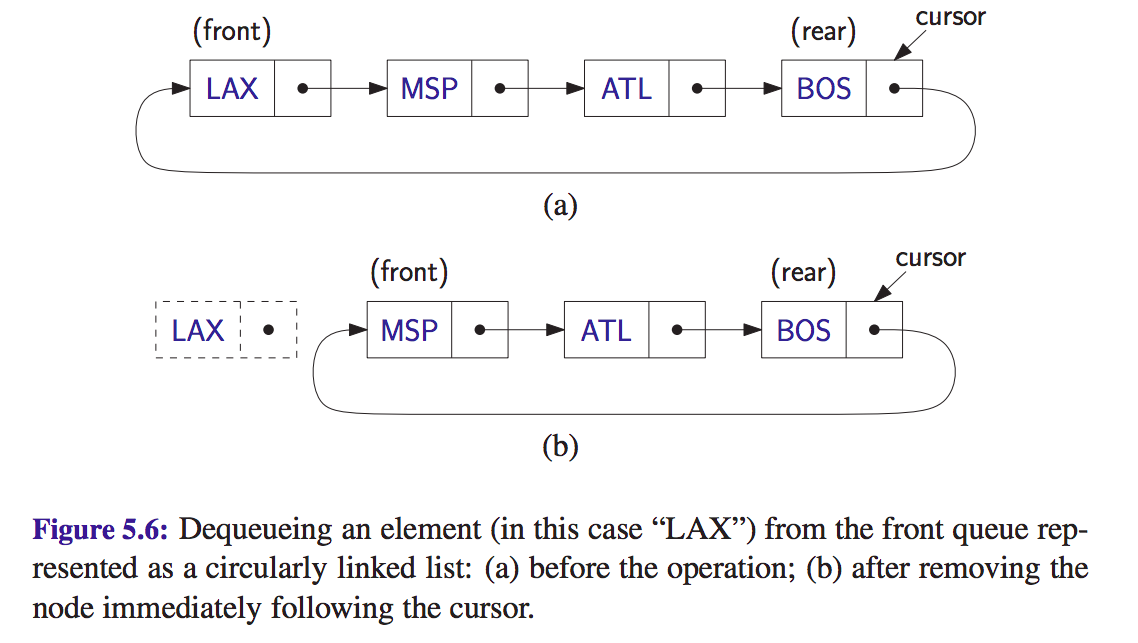 (front) (rear) cursor
LAX MSP ATL BOS
(a)
(front) (rear) cursor
LAX MSP ATL BOS
(b)
Figure 5.6: Dequeueing an element (in this case “LAX”) from the front queue rep-
resented as a circularly linked list: (a) before the operation; (b) after removing the
node immediately following the cursor.